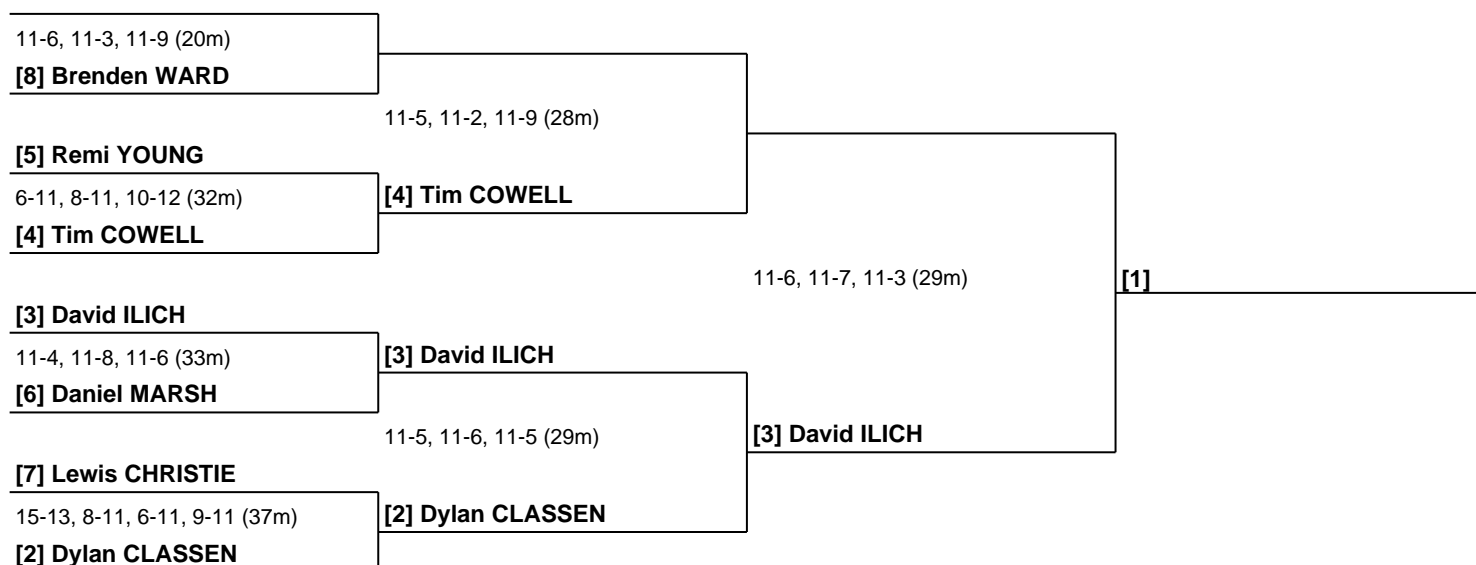 11-6, 11-3, 11-9 (20m)
[8] Brenden WARD
11-5, 11-2, 11-9 (28m)
[5] Remi YOUNG
6-11, 8-11, 10-12 (32m)
[4] Tim COWELL
[4] Tim COWELL
11-6, 11-7, 11-3 (29m)
[1]
[3] David ILICH
11-4, 11-8, 11-6 (33m)
[3] David ILICH
[6] Daniel MARSH
11-5, 11-6, 11-5 (29m)
[3] David ILICH
[7] Lewis CHRISTIE
15-13, 8-11, 6-11, 9-11 (37m)
[2] Dylan CLASSEN
[2] Dylan CLASSEN